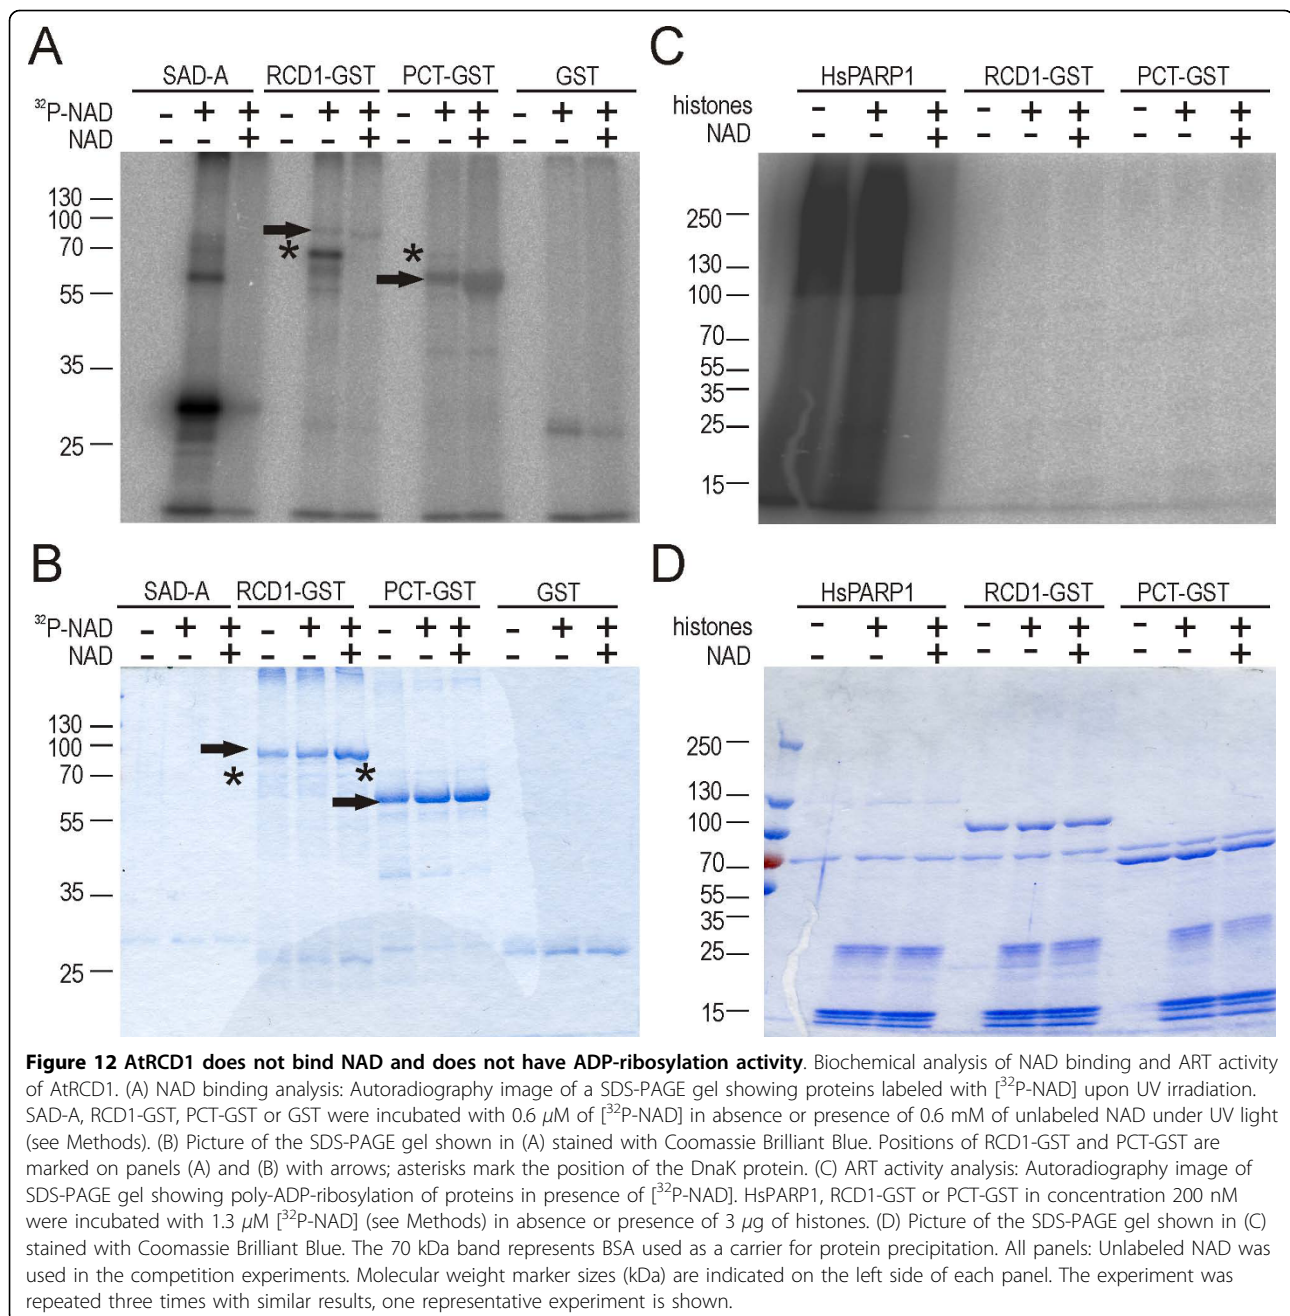 A
SAD-A RCD1-GST PCT-GST GST
³²P-NAD - + + - + + - + + - + +
NAD - - + - - + - - + - - +
130
100
70
55
35
25
*
*
B
SAD-A RCD1-GST PCT-GST GST
³²P-NAD - + + - + + - + + - + +
NAD - - + - - + - - + - - +
130
100
70
55
35
25
*
*
C
HsPARP1 RCD1-GST PCT-GST
histones - + + - + + - + +
NAD - - + - - + - - +
250
130
100
70
55
35
25
15
D
HsPARP1 RCD1-GST PCT-GST
histones - + + - + + - + +
NAD - - + - - + - - +
250
130
100
70
55
35
25
15
Figure 12 AtRCD1 does not bind NAD and does not have ADP-ribosylation activity. Biochemical analysis of NAD binding and ART activity
of AtRCD1. (A) NAD binding analysis: Autoradiography image of a SDS-PAGE gel showing proteins labeled with [³²P-NAD] upon UV irradiation.
SAD-A, RCD1-GST, PCT-GST or GST were incubated with 0.6 μM of [³²P-NAD] in absence or presence of 0.6 mM of unlabeled NAD under UV light
(see Methods). (B) Picture of the SDS-PAGE gel shown in (A) stained with Coomassie Brilliant Blue. Positions of RCD1-GST and PCT-GST are
marked on panels (A) and (B) with arrows; asterisks mark the position of the DnaK protein. (C) ART activity analysis: Autoradiography image of
SDS-PAGE gel showing poly-ADP-ribosylation of proteins in presence of [³²P-NAD]. HsPARP1, RCD1-GST or PCT-GST in concentration 200 nM
were incubated with 1.3 μM [³²P-NAD] (see Methods) in absence or presence of 3 μg of histones. (D) Picture of the SDS-PAGE gel shown in (C)
stained with Coomassie Brilliant Blue. The 70 kDa band represents BSA used as a carrier for protein precipitation. All panels: Unlabeled NAD was
used in the competition experiments. Molecular weight marker sizes (kDa) are indicated on the left side of each panel. The experiment was
repeated three times with similar results, one representative experiment is shown.